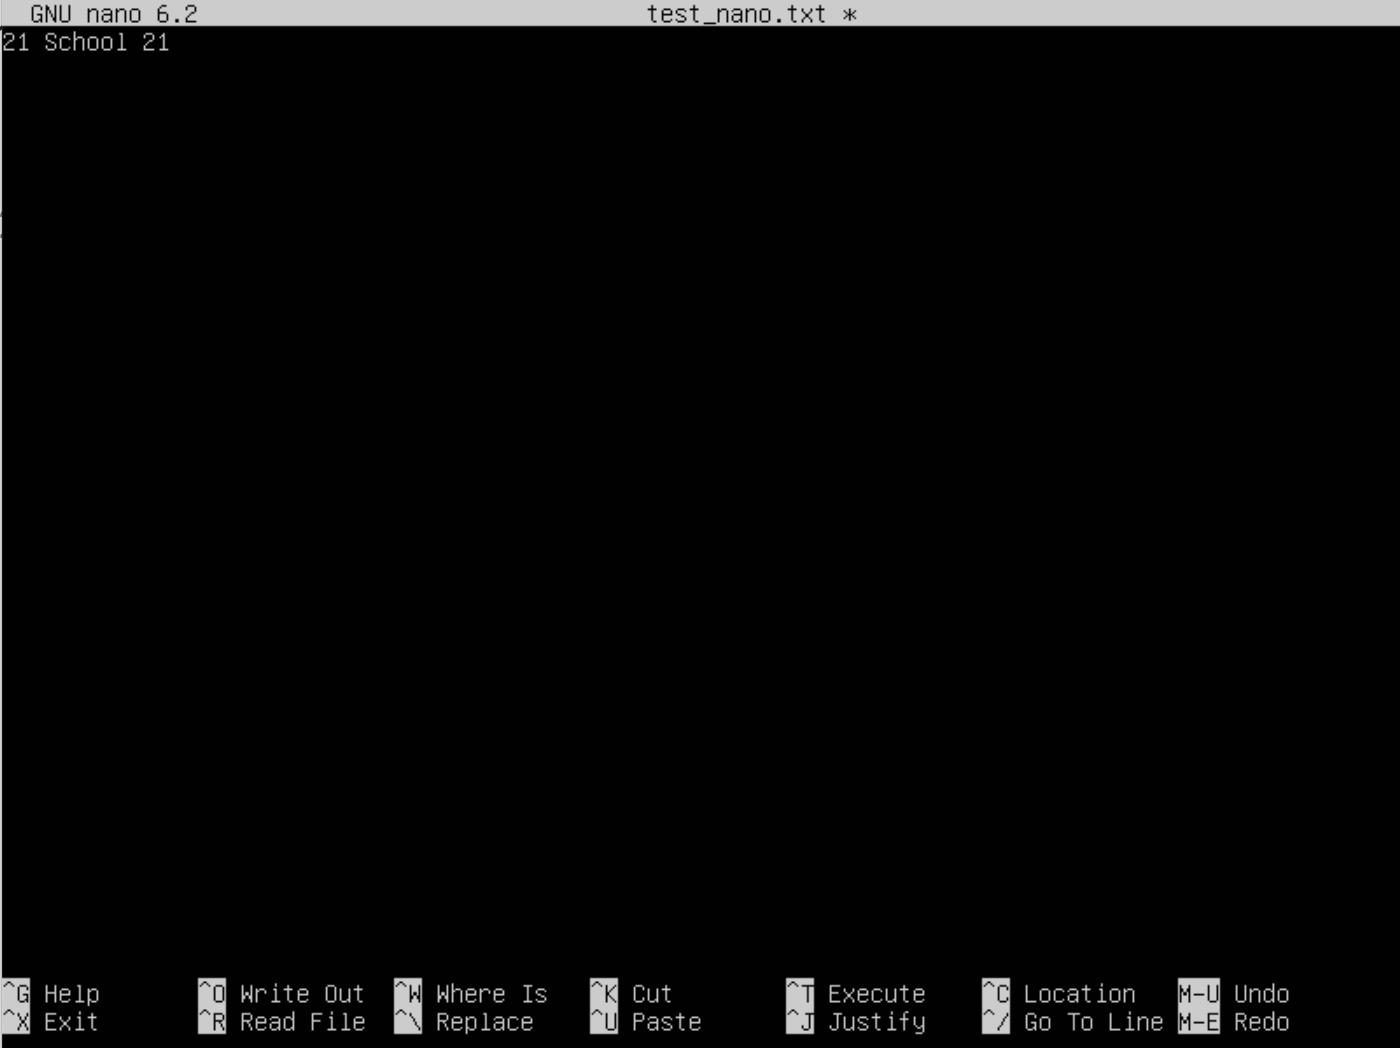 GNU nano 6.2 test_nano.txt *
21 School 21
^G Help ^O Write Out ^W Where Is ^K Cut ^T Execute ^C Location M-U Undo
^X Exit ^R Read File ^\ Replace ^U Paste ^J Justify ^/ Go To Line M-E Redo